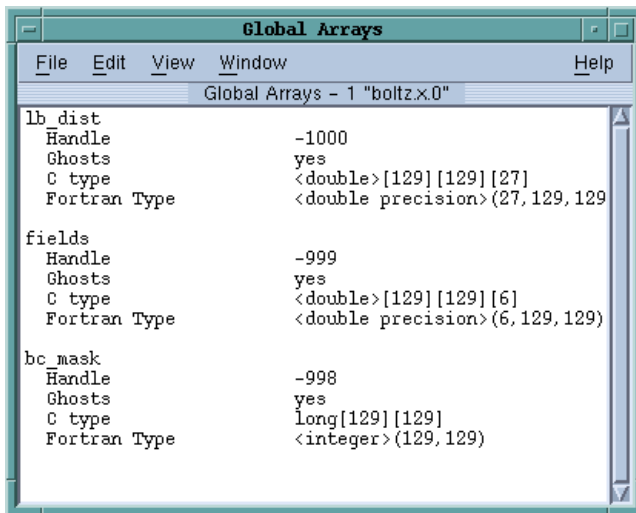 Global Arrays
File Edit View Window Help
Global Arrays - 1 "boltz.x.0"
lb_dist
Handle -1000
Ghosts yes
C type <double>[129][129][27]
Fortran Type <double precision>(27,129,129
fields
Handle -999
Ghosts yes
C type <double>[129][129][6]
Fortran Type <double precision>(6,129,129)
bc_mask
Handle -998
Ghosts yes
C type long[129][129]
Fortran Type <integer>(129,129)